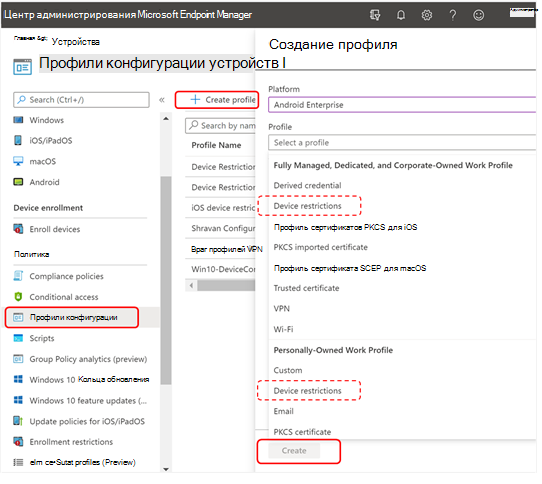 Центр администрирования Microsoft Endpoint Manager
Главная &gt;
Устройства
Профили конфигурации устройств I
Search (Ctrl+/)
«
Windows
iOS/iPadOS
macOS
Android
Device enrollment
Enroll devices
Политика
Compliance policies
Conditional access
Профили конфигурации
Scripts
Group Policy analytics (preview)
Windows 10 Кольца обновления
Windows 10 feature updates (...
Update policies for iOS/iPadOS
Enrollment restrictions
elm ce•Sutat profiles (Preview)
+ Create profile
Search by name
Profile Name
Device Restriction
Device Restriction
iOS device restric
Shravan Configur
Враг профилей VPN
Win10-DeviceCon
Создание профиля
Platform
Android Enterprise
Profile
Select a profile
Fully Managed, Dedicated, and Corporate-Owned Work Profile
Derived credential
Device restrictions
Профиль сертификатов PKCS для iOS
PKCS imported certificate
Профиль сертификата SCEP для macOS
Trusted certificate
VPN
Wi-Fi
Personally-Owned Work Profile
Custom
Device restrictions
Email
PKCS certificate
Create